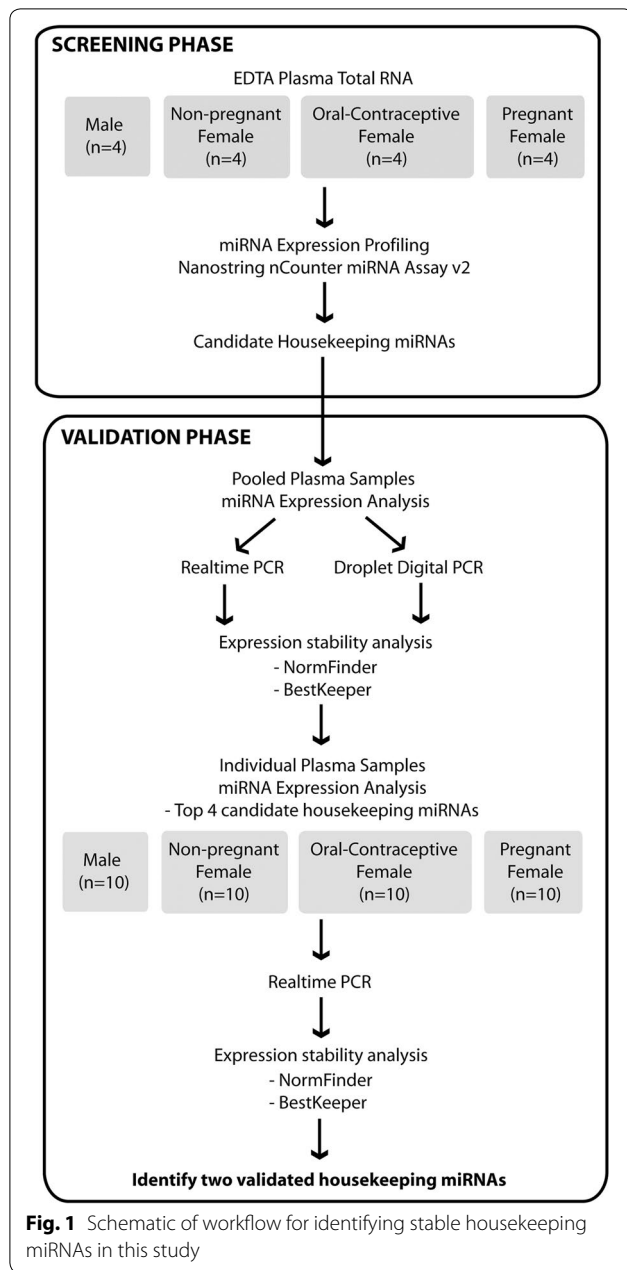 SCREENING PHASE
EDTA Plasma Total RNA
Male
(n=4)
Non-pregnant
Female
(n=4)
Oral-Contraceptive
Female
(n=4)
Pregnant
Female
(n=4)
miRNA Expression Profiling
Nanostring nCounter miRNA Assay v2
Candidate Housekeeping miRNAs
VALIDATION PHASE
Pooled Plasma Samples
miRNA Expression Analysis
Realtime PCR
Droplet Digital PCR
Expression stability analysis
- NormFinder
- BestKeeper
Individual Plasma Samples
miRNA Expression Analysis
- Top 4 candidate housekeeping miRNAs
Male
(n=10)
Non-pregnant
Female
(n=10)
Oral-Contraceptive
Female
(n=10)
Pregnant
Female
(n=10)
Realtime PCR
Expression stability analysis
- NormFinder
- BestKeeper
Identify two validated housekeeping miRNAs
Fig. 1 Schematic of workflow for identifying stable housekeeping
miRNAs in this study